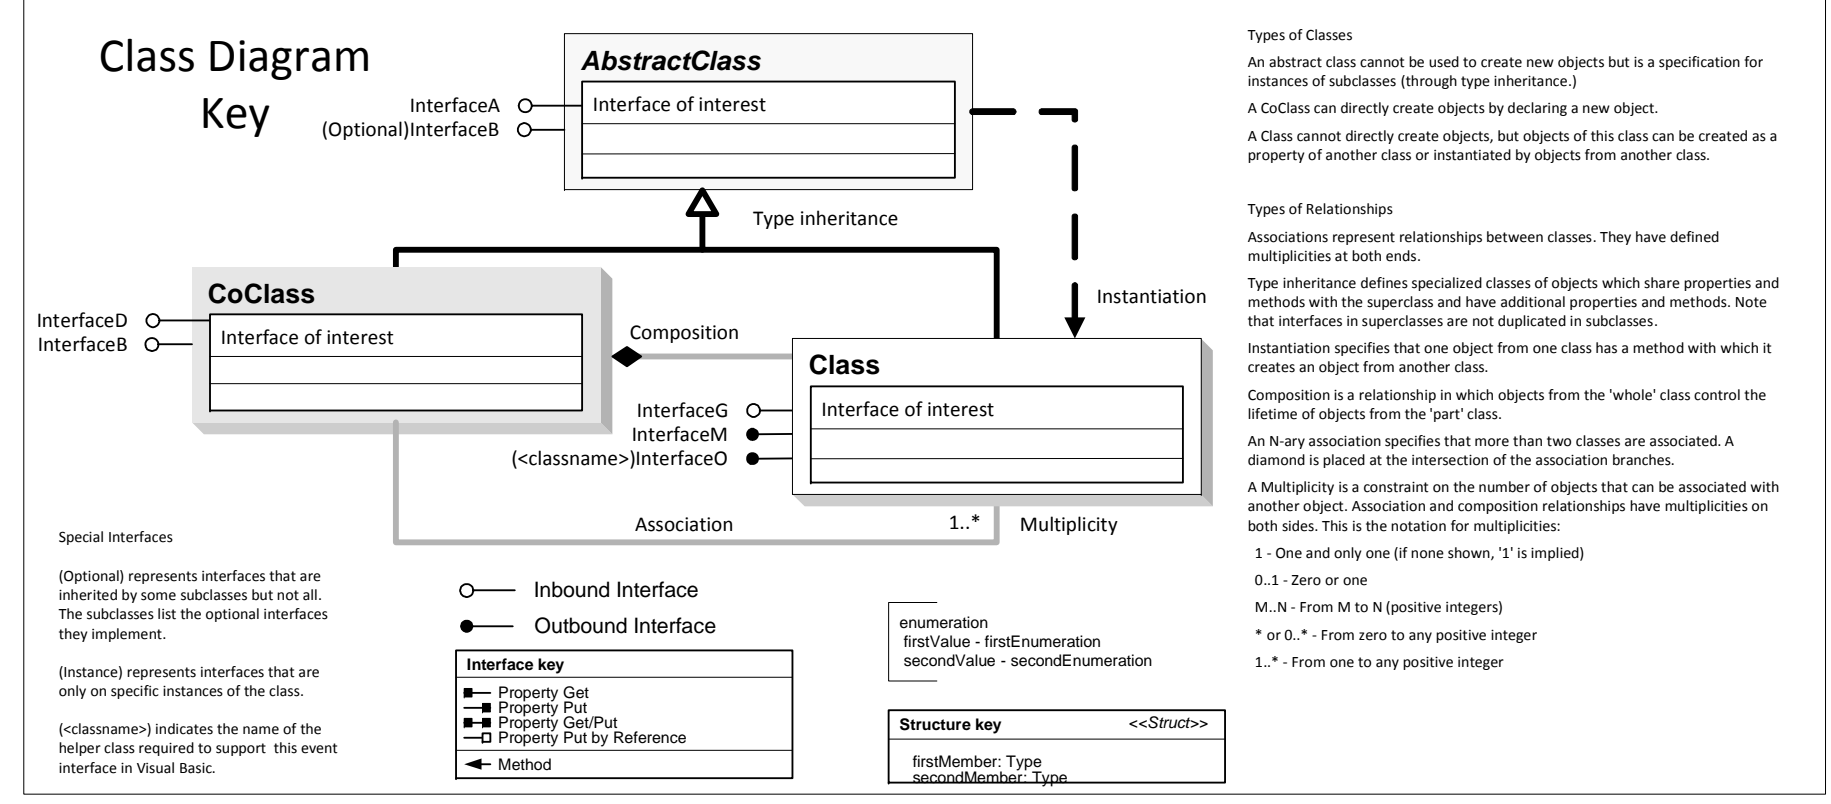 Class Diagram
Key
AbstractClass
Interface of interest
InterfaceA
(Optional)InterfaceB
Type inheritance
CoClass
Interface of interest
InterfaceD
InterfaceB
Composition
Instantiation
Class
Interface of interest
InterfaceG
InterfaceM
(<classname>)InterfaceO
Association
1..*
Multiplicity
Special Interfaces
(Optional) represents interfaces that are
inherited by some subclasses but not all.
The subclasses list the optional interfaces
they implement.
(Instance) represents interfaces that are
only on specific instances of the class.
(<classname>) indicates the name of the
helper class required to support  this event
interface in Visual Basic.
Inbound Interface
Outbound Interface
Interface key
Property Get
Property Put
Property Get/Put
Property Put by Reference
Method
enumeration
firstValue - firstEnumeration
secondValue - secondEnumeration
Structure key
<<Struct>>
firstMember: Type
secondMember: Type
Types of Classes
An abstract class cannot be used to create new objects but is a specification for
instances of subclasses (through type inheritance.)
A CoClass can directly create objects by declaring a new object.
A Class cannot directly create objects, but objects of this class can be created as a
property of another class or instantiated by objects from another class.
Types of Relationships
Associations represent relationships between classes. They have defined
multiplicities at both ends.
Type inheritance defines specialized classes of objects which share properties and
methods with the superclass and have additional properties and methods. Note
that interfaces in superclasses are not duplicated in subclasses.
Instantiation specifies that one object from one class has a method with which it
creates an object from another class.
Composition is a relationship in which objects from the 'whole' class control the
lifetime of objects from the 'part' class.
An N-ary association specifies that more than two classes are associated. A
diamond is placed at the intersection of the association branches.
A Multiplicity is a constraint on the number of objects that can be associated with
another object. Association and composition relationships have multiplicities on
both sides. This is the notation for multiplicities:
1 - One and only one (if none shown, '1' is implied)
0..1 - Zero or one
M..N - From M to N (positive integers)
* or 0..* - From zero to any positive integer
1..* - From one to any positive integer